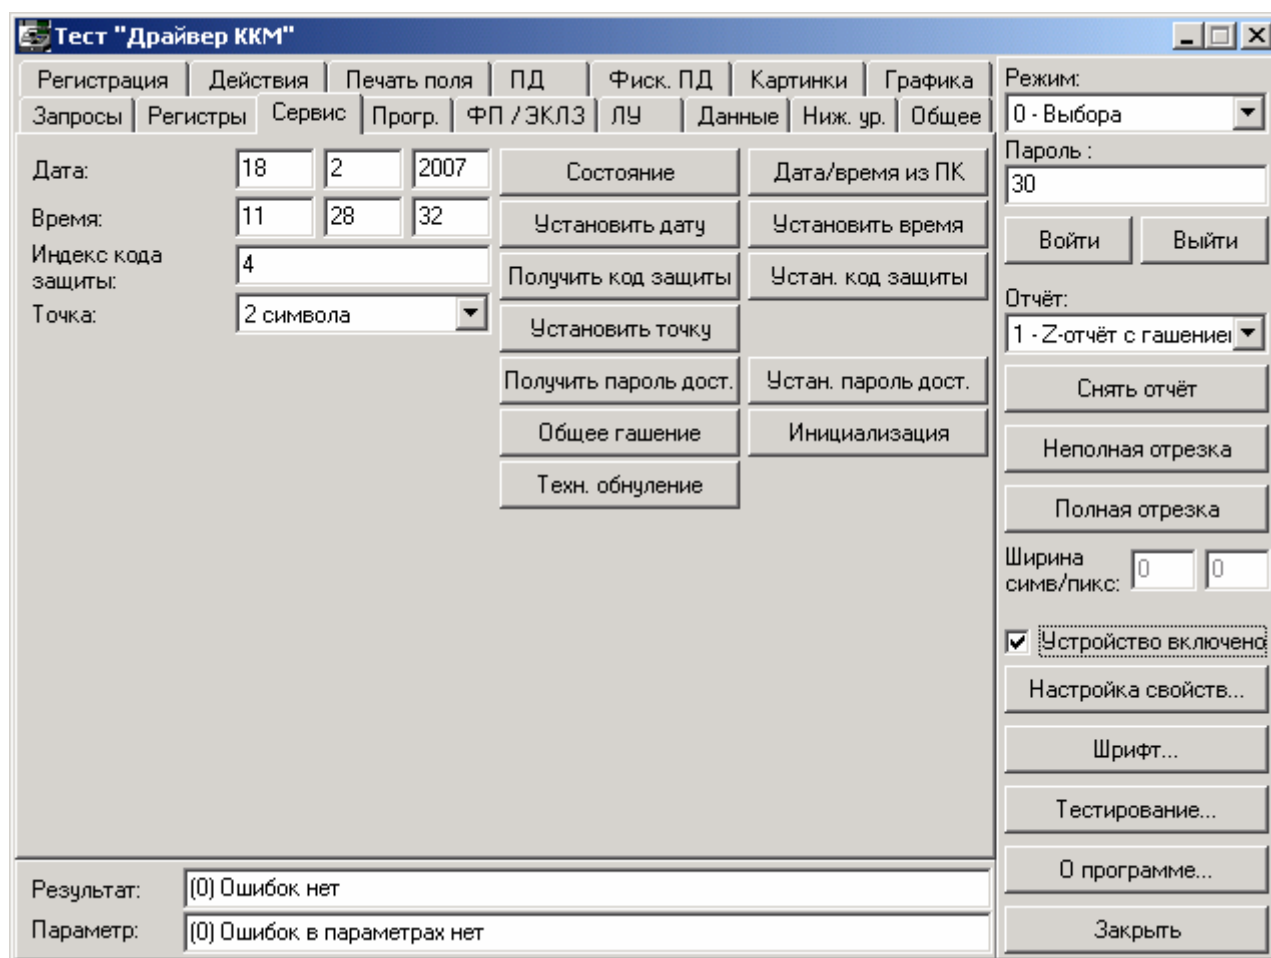 Тест "Драйвер ККМ"
Регистрация Действия Печать поля ПД Фиск. ПД Картинки Графика
Запросы Регистры Сервис Прогр. ФП / ЭКЛЗ ЛУ Данные Ниж. ур. Общее
Дата: 18 2 2007 Состояние Дата/время из ПК
Время: 11 28 32 Установить дату Установить время
Индекс кода
защиты: 4 Получить код защиты Устан. код защиты
Точка: 2 символа Установить точку
Получить пароль дост. Устан. пароль дост.
Общее гашение Инициализация
Техн. обнуление
Режим:
0 - Выбора
Пароль :
30
Войти Выйти
Отчёт:
1 - Z-отчёт с гашением
Снять отчёт
Неполная отрезка
Полная отрезка
Ширина
симв/пикс: 0 0
Устройство включено
Настройка свойств...
Шрифт...
Тестирование...
О программе...
Закрыть
Результат: (0) Ошибок нет
Параметр: (0) Ошибок в параметрах нет